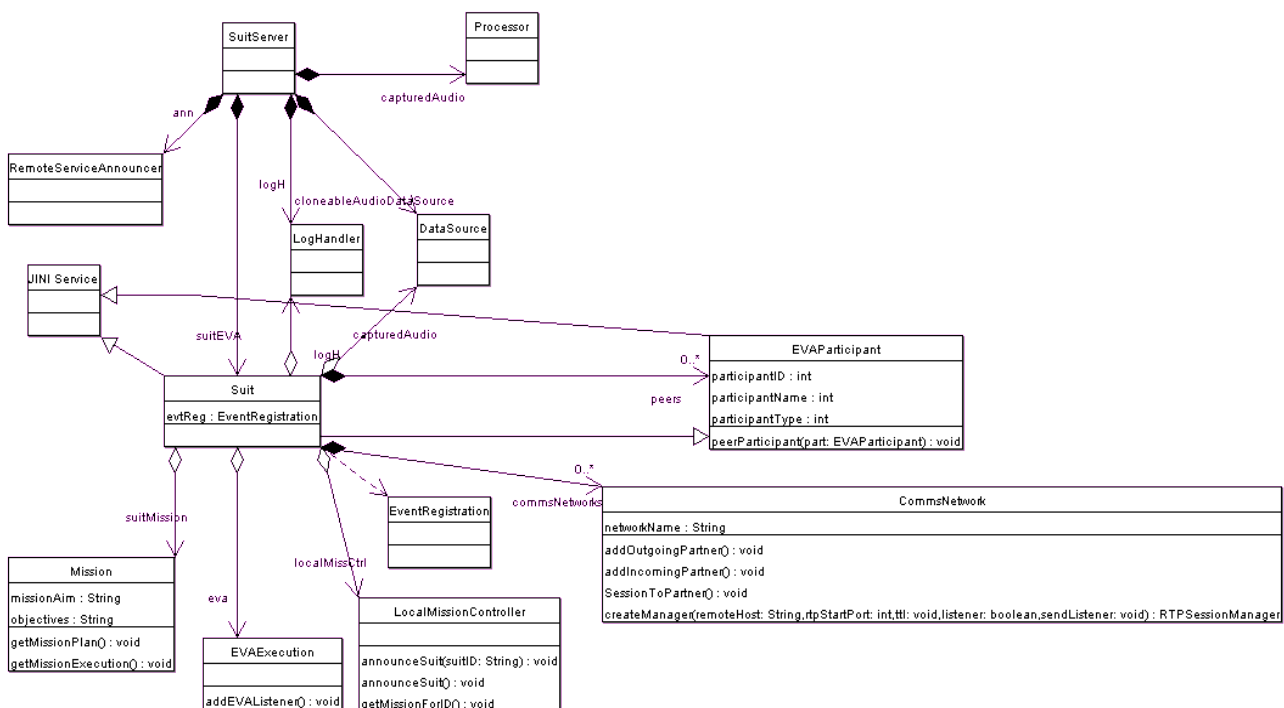 SuitServer
Processor
capturedAudio
ann
RemoteServiceAnnouncer
logH
cloneableAudioDataSource
LogHandler
DataSource
JINI Service
suitEVA
logH
capturedAudio
EVAParticipant
0..*
participantID : int
participantName : int
participantType : int
peerParticipant(part: EVAParticipant) : void
peers
Suit
evtReg : EventRegistration
0..*
commsNetworks
CommsNetwork
networkName : String
addOutgoingPartner() : void
addIncomingPartner() : void
SessionToPartner() : void
createManager(remoteHost: String,rtpStartPort: int,ttl: void,listener: boolean,sendListener: void) : RTPSessionManager
EventRegistration
suitMission
localMissCtrl
Mission
missionAim : String
objectives : String
getMissionPlan() : void
getMissionExecution() : void
eva
EVAExecution
addEVAListener() : void
LocalMissionController
announceSuit(suitID: String) : void
announceSuit() : void
getMissionForID() : void